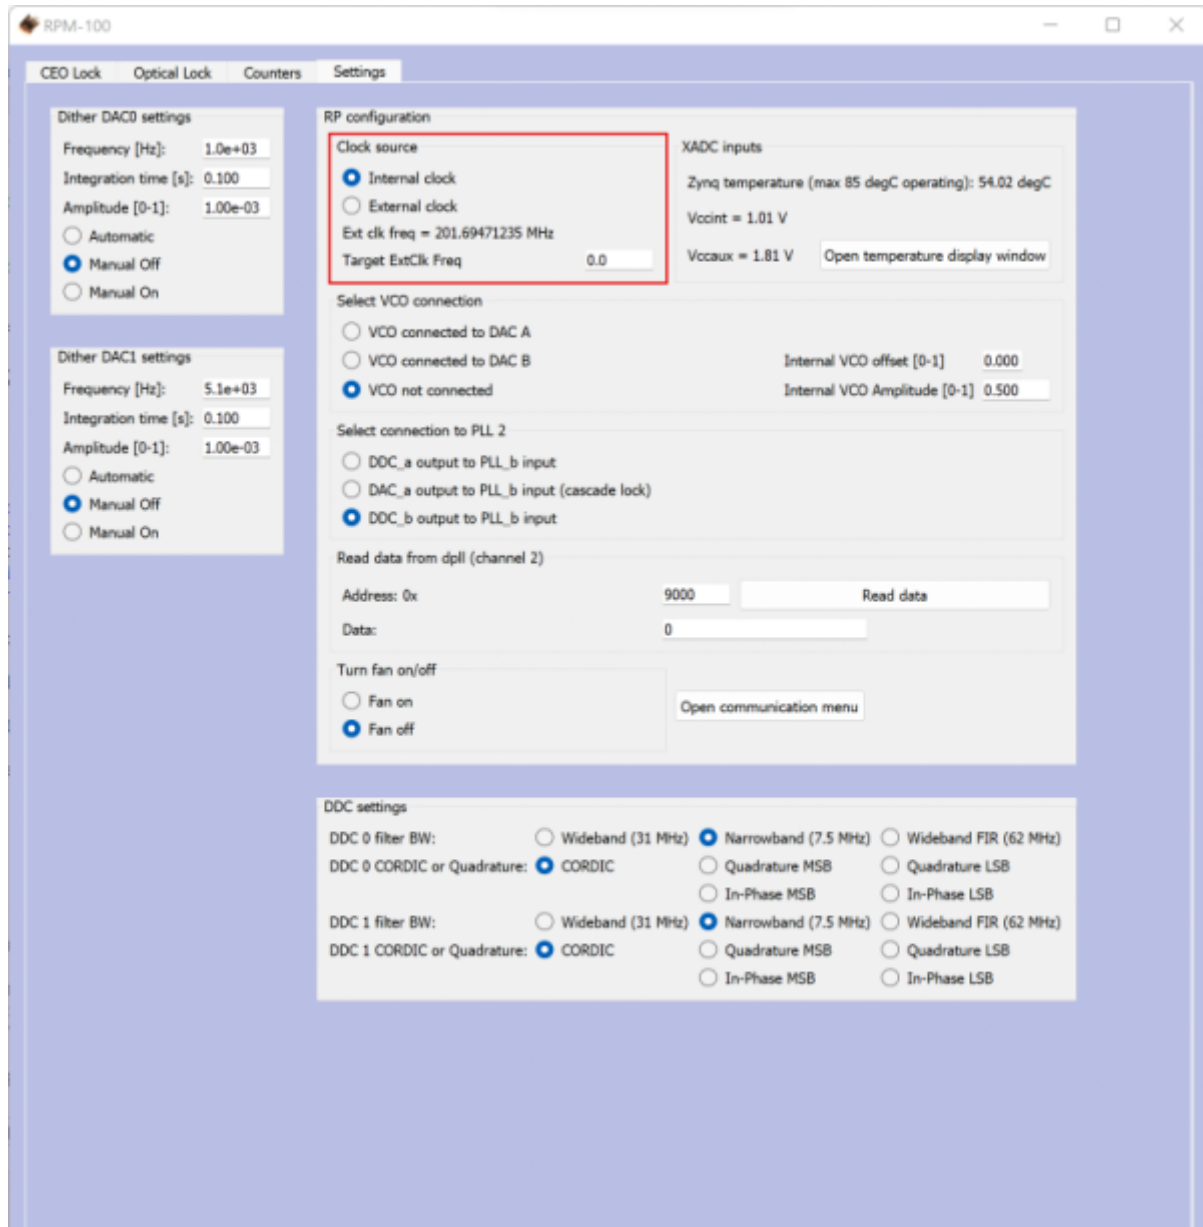 RPM-100
CEO Lock Optical Lock Counters Settings
Dither DAC0 settings
Frequency [Hz]: 1.0e+03
Integration time [s]: 0.100
Amplitude [0-1]: 1.00e-03
Automatic
Manual Off
Manual On
Dither DAC1 settings
Frequency [Hz]: 5.1e+03
Integration time [s]: 0.100
Amplitude [0-1]: 1.00e-03
Automatic
Manual Off
Manual On
RP configuration
Clock source
Internal clock
External clock
Ext clk freq = 201.69471235 MHz
Target ExtClk Freq 0.0
XADC inputs
Zynq temperature (max 85 degC operating): 54.02 degC
Vccint = 1.01 V
Vccaux = 1.81 V Open temperature display window
Select VCO connection
VCO connected to DAC A
VCO connected to DAC B Internal VCO offset [0-1] 0.000
VCO not connected Internal VCO Amplitude [0-1] 0.500
Select connection to PLL 2
DDC_a output to PLL_b input
DAC_a output to PLL_b input (cascade lock)
DDC_b output to PLL_b input
Read data from dpll (channel 2)
Address: 0x 9000 Read data
Data: 0
Turn fan on/off
Fan on
Fan off
Open communication menu
DDC settings
DDC 0 filter BW: Wideband (31 MHz) Narrowband (7.5 MHz) Wideband FIR (62 MHz)
DDC 0 CORDIC or Quadrature: CORDIC Quadrature MSB Quadrature LSB
In-Phase MSB In-Phase LSB
DDC 1 filter BW: Wideband (31 MHz) Narrowband (7.5 MHz) Wideband FIR (62 MHz)
DDC 1 CORDIC or Quadrature: CORDIC Quadrature MSB Quadrature LSB
In-Phase MSB In-Phase LSB